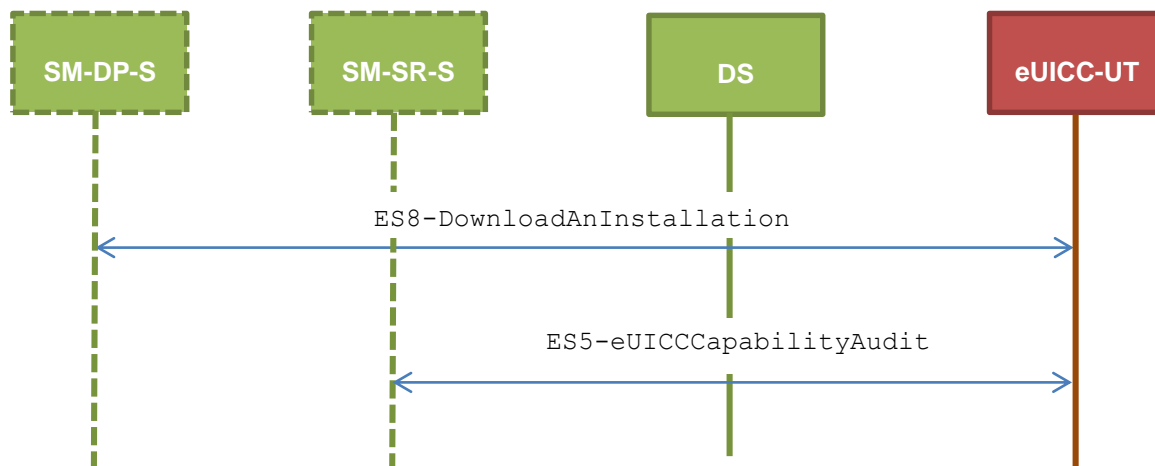 SM-DP-S
SM-SR-S
DS
eUICC-UT
ES8-DownloadAnInstallation
ES5-eUICCCapabilityAudit